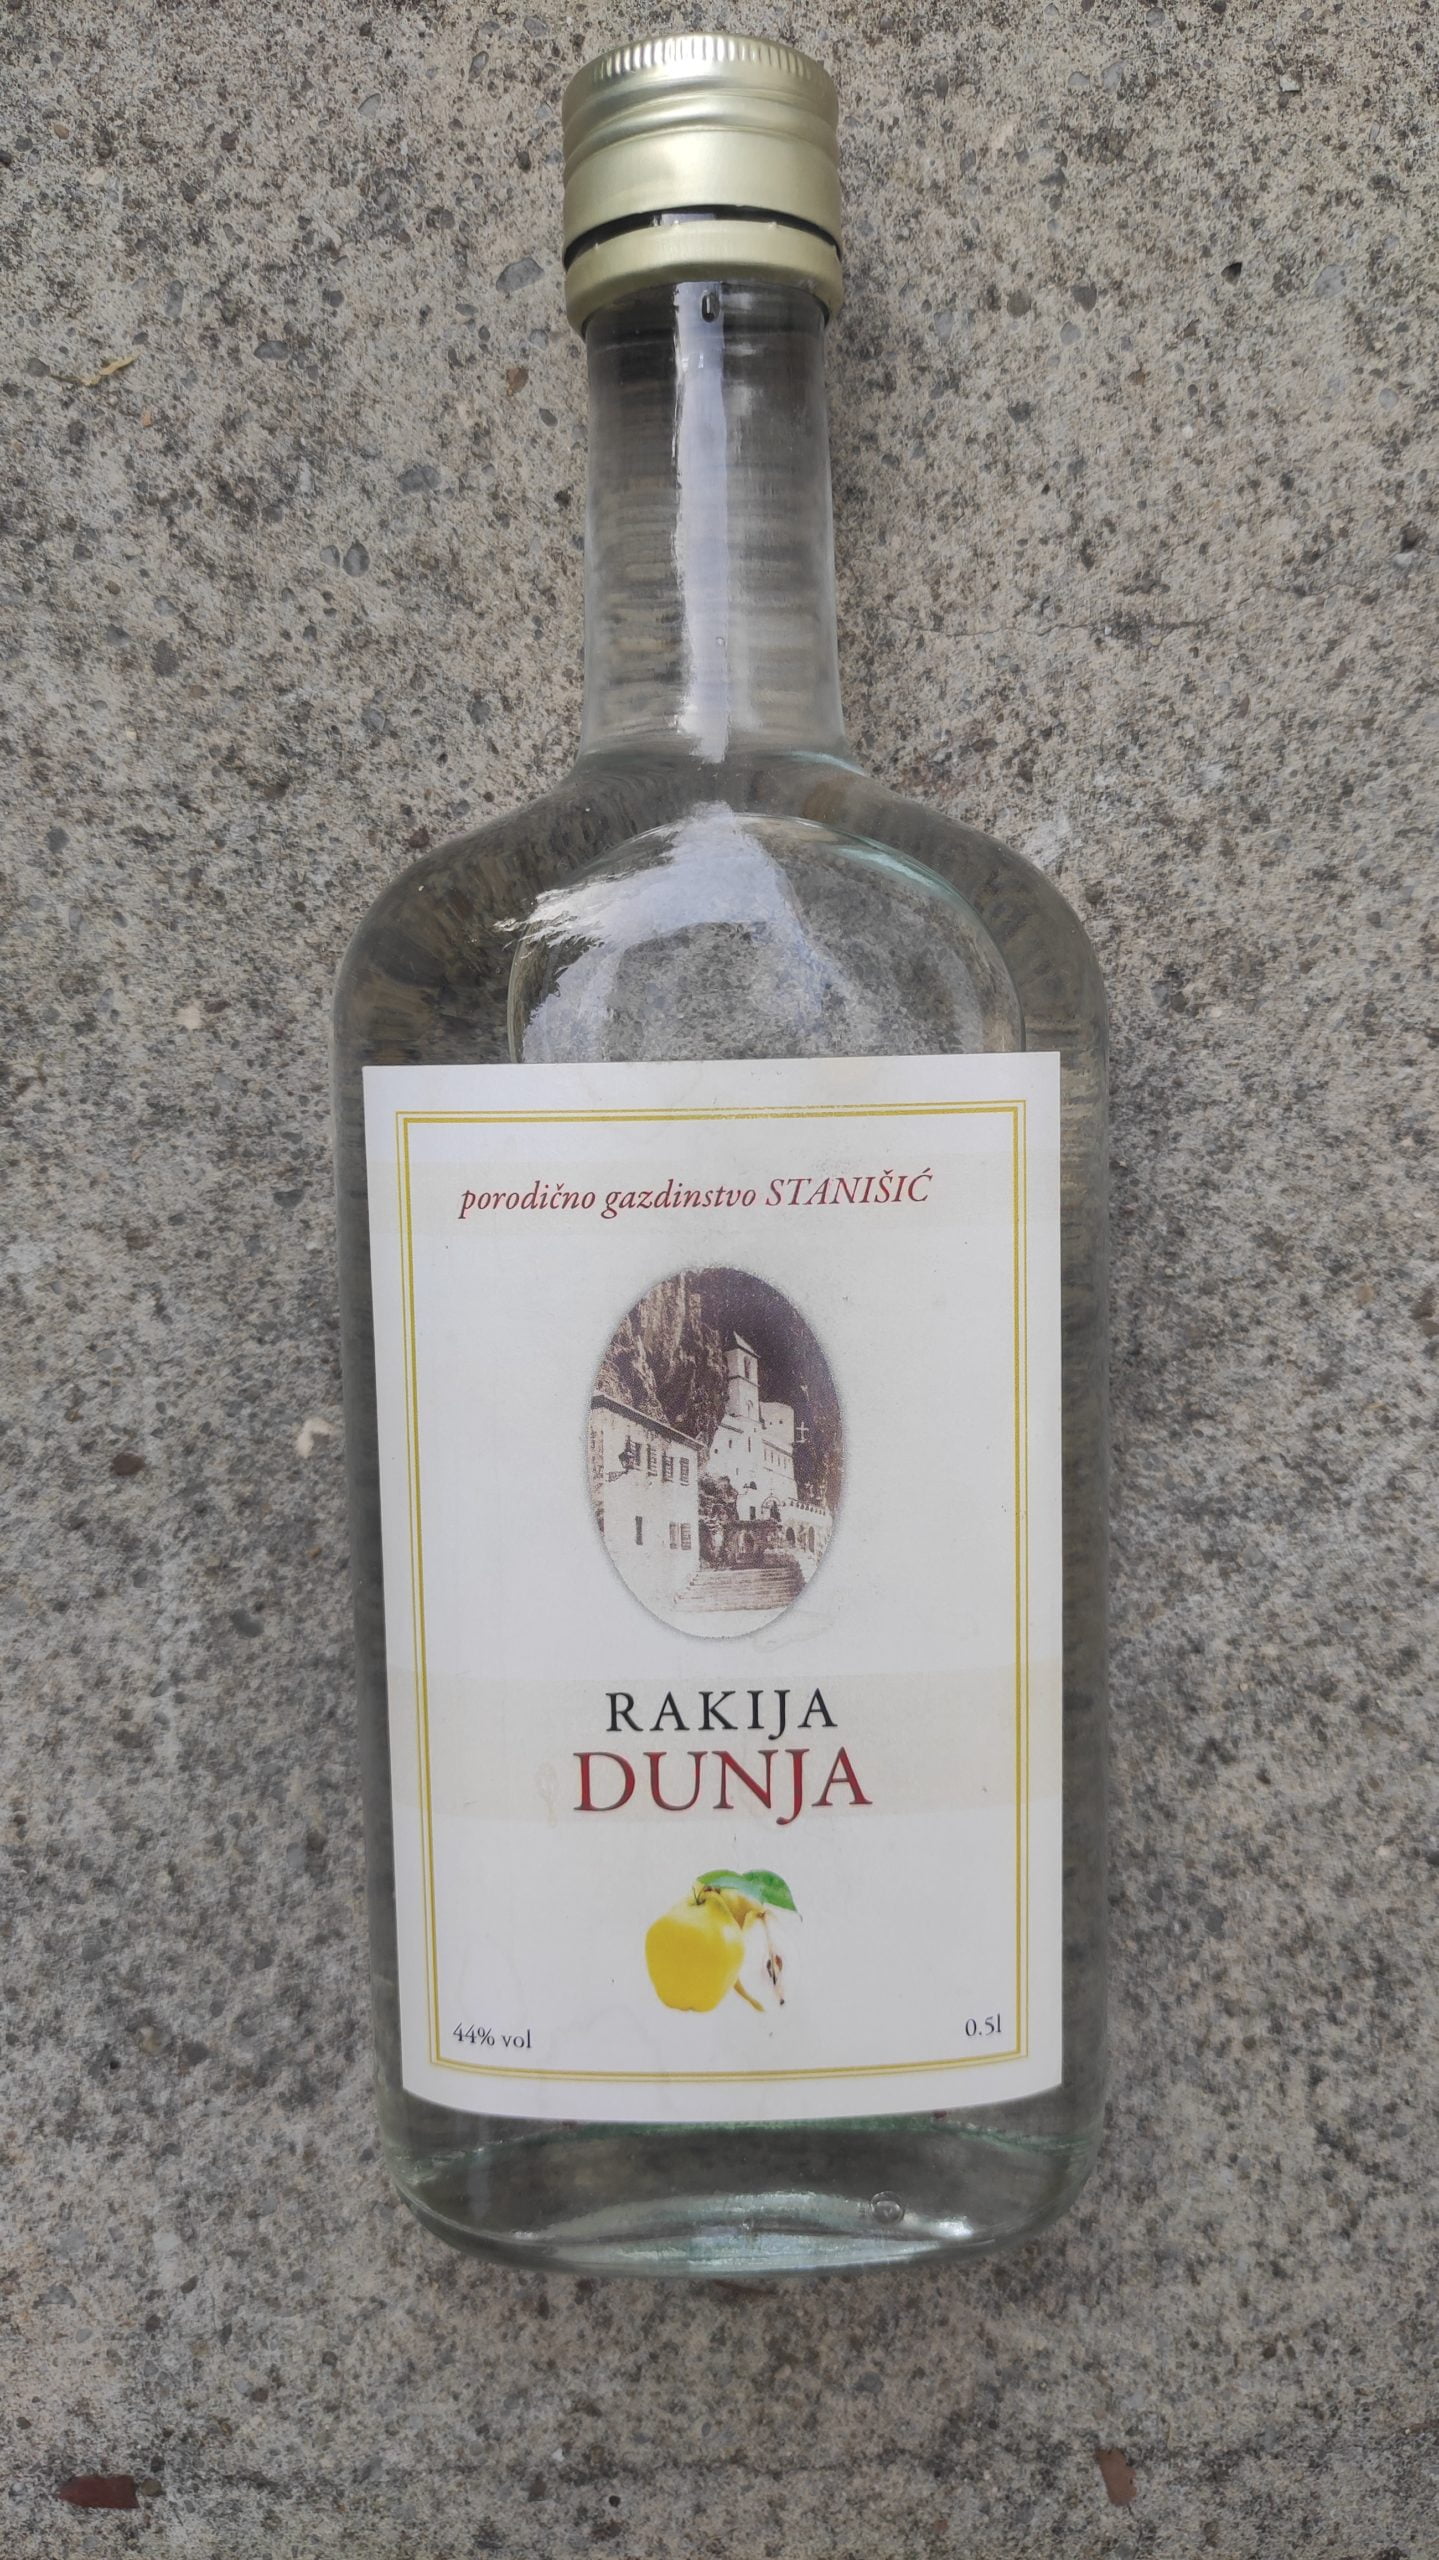 porodično gazdinstvo STANIŠIĆ
RAKIJA
DUNJA
44% vol
0.5l